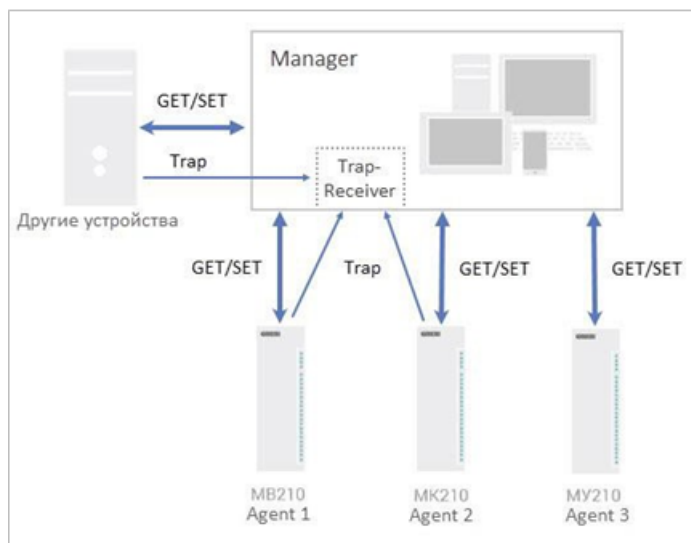 Manager
GET/SET
Trap
Trap-
Receiver
Другие устройства
GET/SET
Trap
GET/SET
GET/SET
МВ210
Agent 1
МК210
Agent 2
МУ210
Agent 3